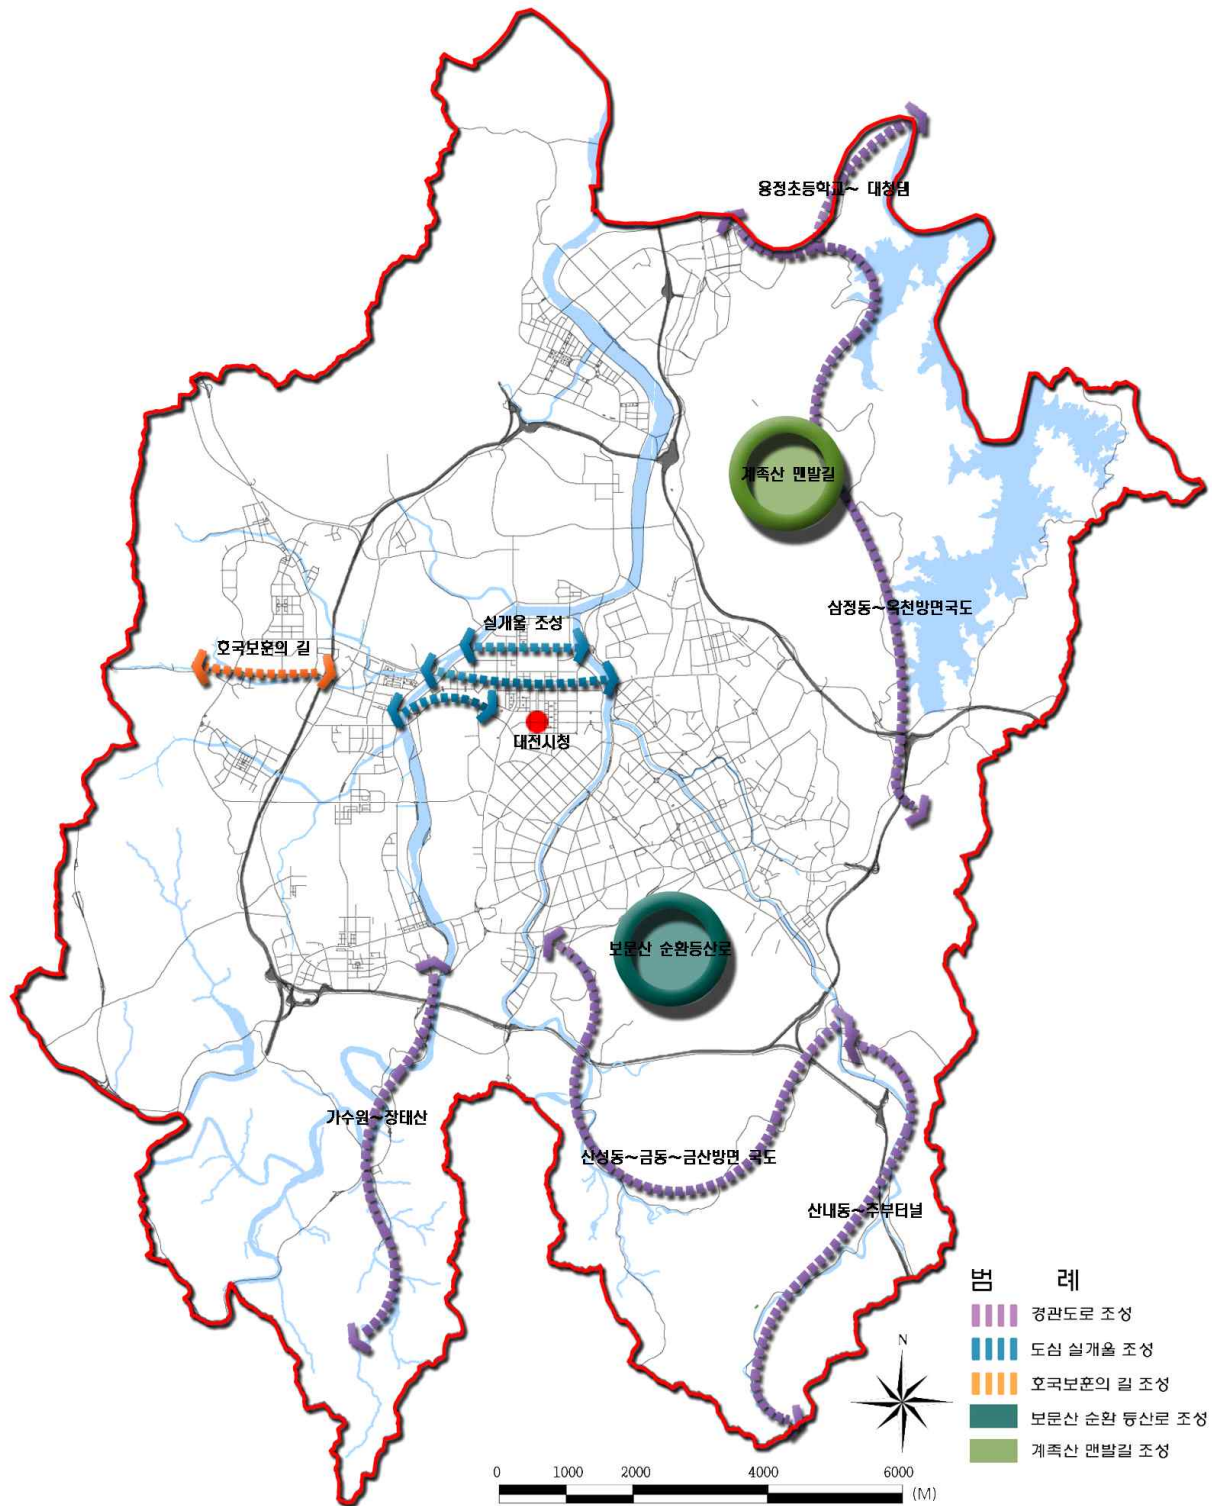 용정초등학교~ 대청댐
계족산 맨발길
삼정동~옥천방면국도
실개울 조성
호국보훈의 길
대전시청
보문산 순환등산로
가수원~장태산
산성동~금동~금산방면 국도
산내동~추부터널
범 례
경관도로 조성
도심 실개울 조성
호국보훈의 길 조성
보문산 순환 등산로 조성
계족산 맨발길 조성
N
0 1000 2000 4000 6000
(M)